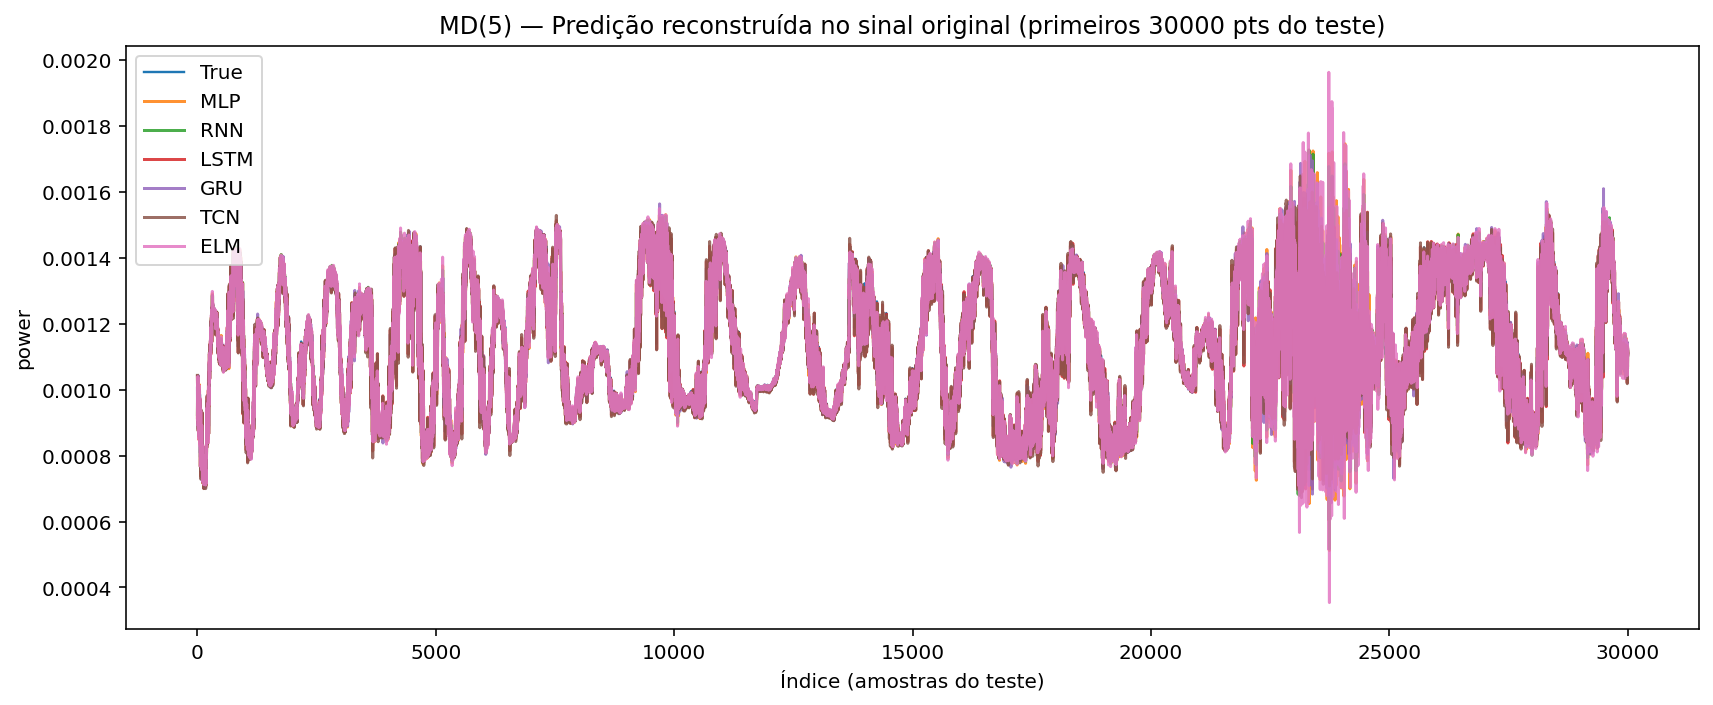 MD(5) — Predição reconstruída no sinal original (primeiros 30000 pts do teste)
True
MLP
RNN
LSTM
GRU
TCN
ELM
power
0.0020
0.0018
0.0016
0.0014
0.0012
0.0010
0.0008
0.0006
0.0004
0
5000
10000
15000
20000
25000
30000
Índice (amostras do teste)